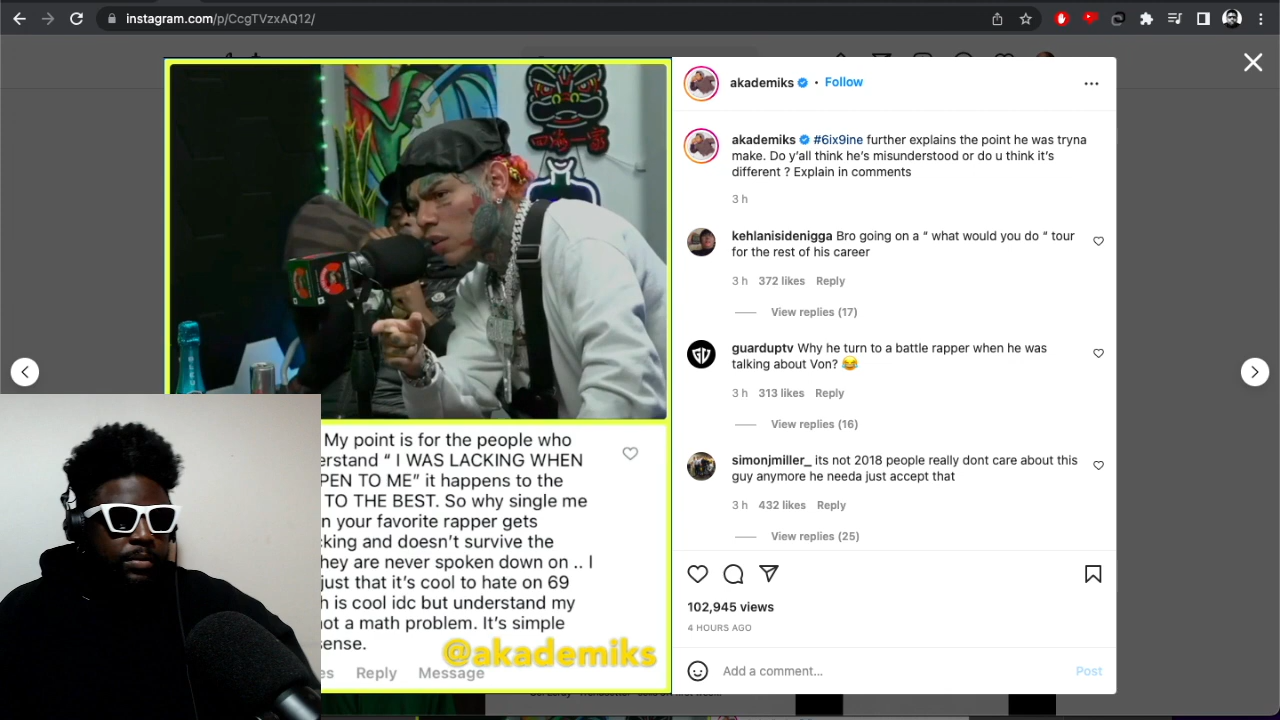 instagram.com/p/CcgTVzxAQ12/
akademiks • Follow
akademiks #6ix9ine further explains the point he was tryna
make. Do y'all think he's misunderstood or do u think it's
different ? Explain in comments
3 h
kehlanisidenigga Bro going on a “ what would you do “ tour
for the rest of his career
3 h 372 likes Reply
View replies (17)
guarduptv Why he turn to a battle rapper when he was
talking about Von? 😂
3 h 313 likes Reply
View replies (16)
simonjmiller_ its not 2018 people really dont care about this
guy anymore he needa just accept that
3 h 432 likes Reply
View replies (25)
102,945 views
4 HOURS AGO
Add a comment... Post
My point is for the people who
erstand “ I WAS LACKING WHEN
PEN TO ME” it happens to the
TO THE BEST. So why single me
n your favorite rapper gets
cking and doesn't survive the
hey are never spoken down on .. I
just that it's cool to hate on 69
h is cool idc but understand my
ot a math problem. It's simple
ense.
es Reply Message
@akademiks